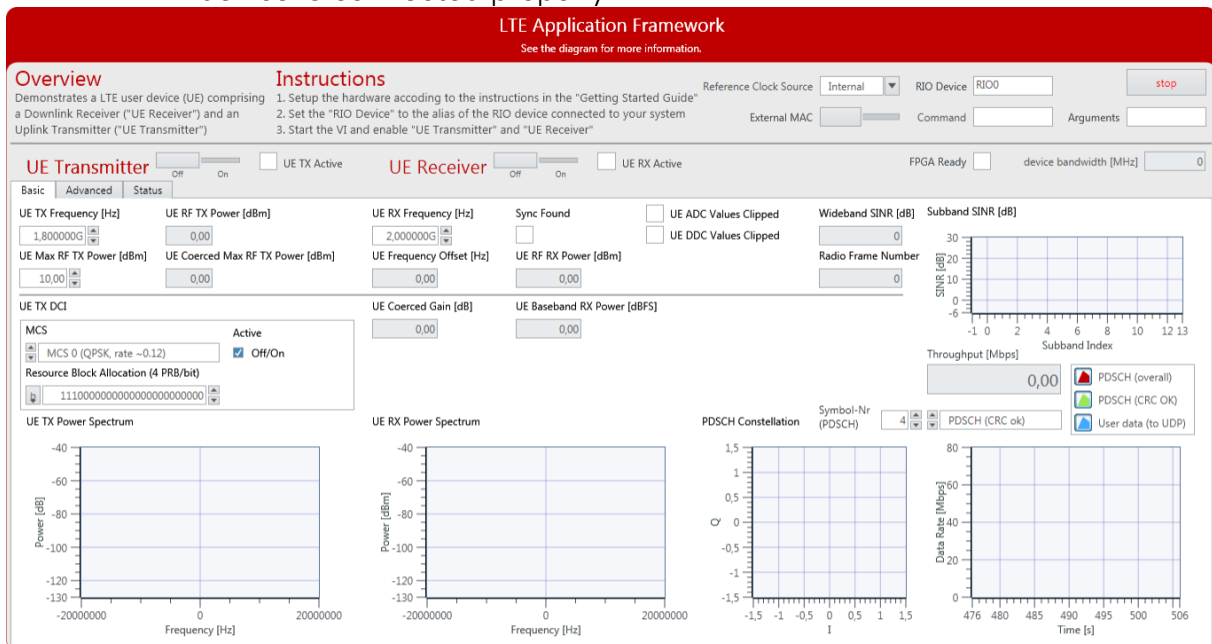 device is connected properly
LTE Application Framework
See the diagram for more information.
Overview
Demonstrates a LTE user device (UE) comprising
a Downlink Receiver ("UE Receiver") and an
Uplink Transmitter ("UE Transmitter")
Instructions
1. Setup the hardware accoding to the instructions in the "Getting Started Guide"
2. Set the "RIO Device" to the alias of the RIO device connected to your system
3. Start the VI and enable "UE Transmitter" and "UE Receiver"
Reference Clock Source Internal RIO Device RIO0 stop
External MAC Command Arguments
UE Transmitter Off On UE TX Active UE Receiver Off On UE RX Active FPGA Ready device bandwidth [MHz] 0
Basic Advanced Status
UE TX Frequency [Hz] UE RF TX Power [dBm] UE RX Frequency [Hz] Sync Found UE ADC Values Clipped Wideband SINR [dB] Subband SINR [dB]
1,800000G 0,00 2,000000G UE DDC Values Clipped 0
UE Max RF TX Power [dBm] UE Coerced Max RF TX Power [dBm] UE Frequency Offset [Hz] UE RF RX Power [dBm] Radio Frame Number
10,00 0,00 0,00 0,00 0
SINR [dB]
30
20
10
0
-6
-1 0 2 4 6 8 10 12 13
Subband Index
UE TX DCI UE Coerced Gain [dB] UE Baseband RX Power [dBFS]
0,00 0,00
MCS Active
MCS 0 (QPSK, rate ~0.12) Off/On
Resource Block Allocation (4 PRB/bit)
b 1110000000000000000000000
Throughput [Mbps]
0,00
PDSCH (overall)
PDSCH (CRC OK)
User data (to UDP)
UE TX Power Spectrum UE RX Power Spectrum PDSCH Constellation Symbol-Nr (PDSCH) 4 PDSCH (CRC ok)
Power [dB]
-40
-60
-80
-100
-120
-130
-20000000 0 20000000
Frequency [Hz]
Power [dBm]
-40
-60
-80
-100
-120
-130
-20000000 0 20000000
Frequency [Hz]
Q
1,5
1
0,5
0
-0,5
-1
-1,5
-1,5 -1 -0,5 0 0,5 1 1,5
I
Data Rate [Mbps]
80
60
40
20
0
476 480 485 490 495 500 506
Time [s]